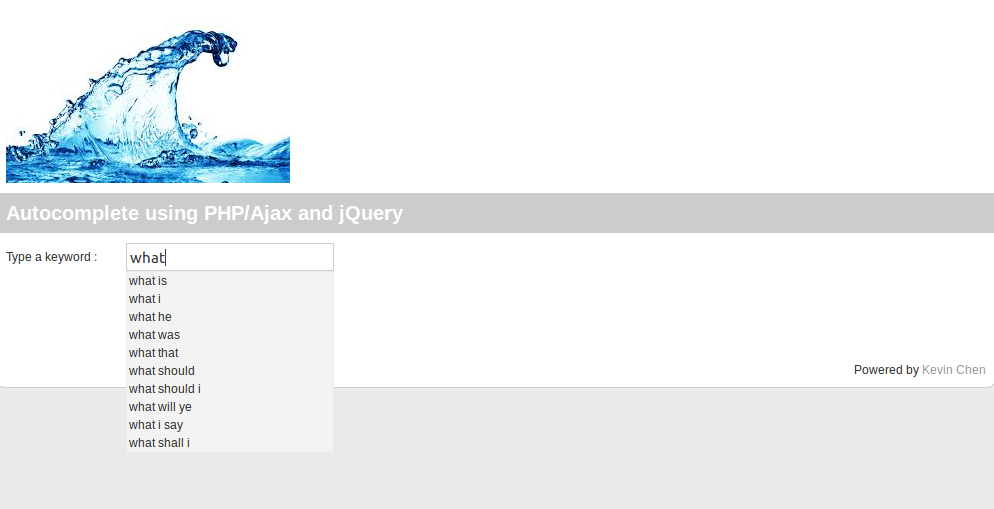 Autocomplete using PHP/Ajax and jQuery
Type a keyword : what
what is
what i
what he
what was
what that
what should
what should i
what will ye
what i say
what shall i
Powered by Kevin Chen